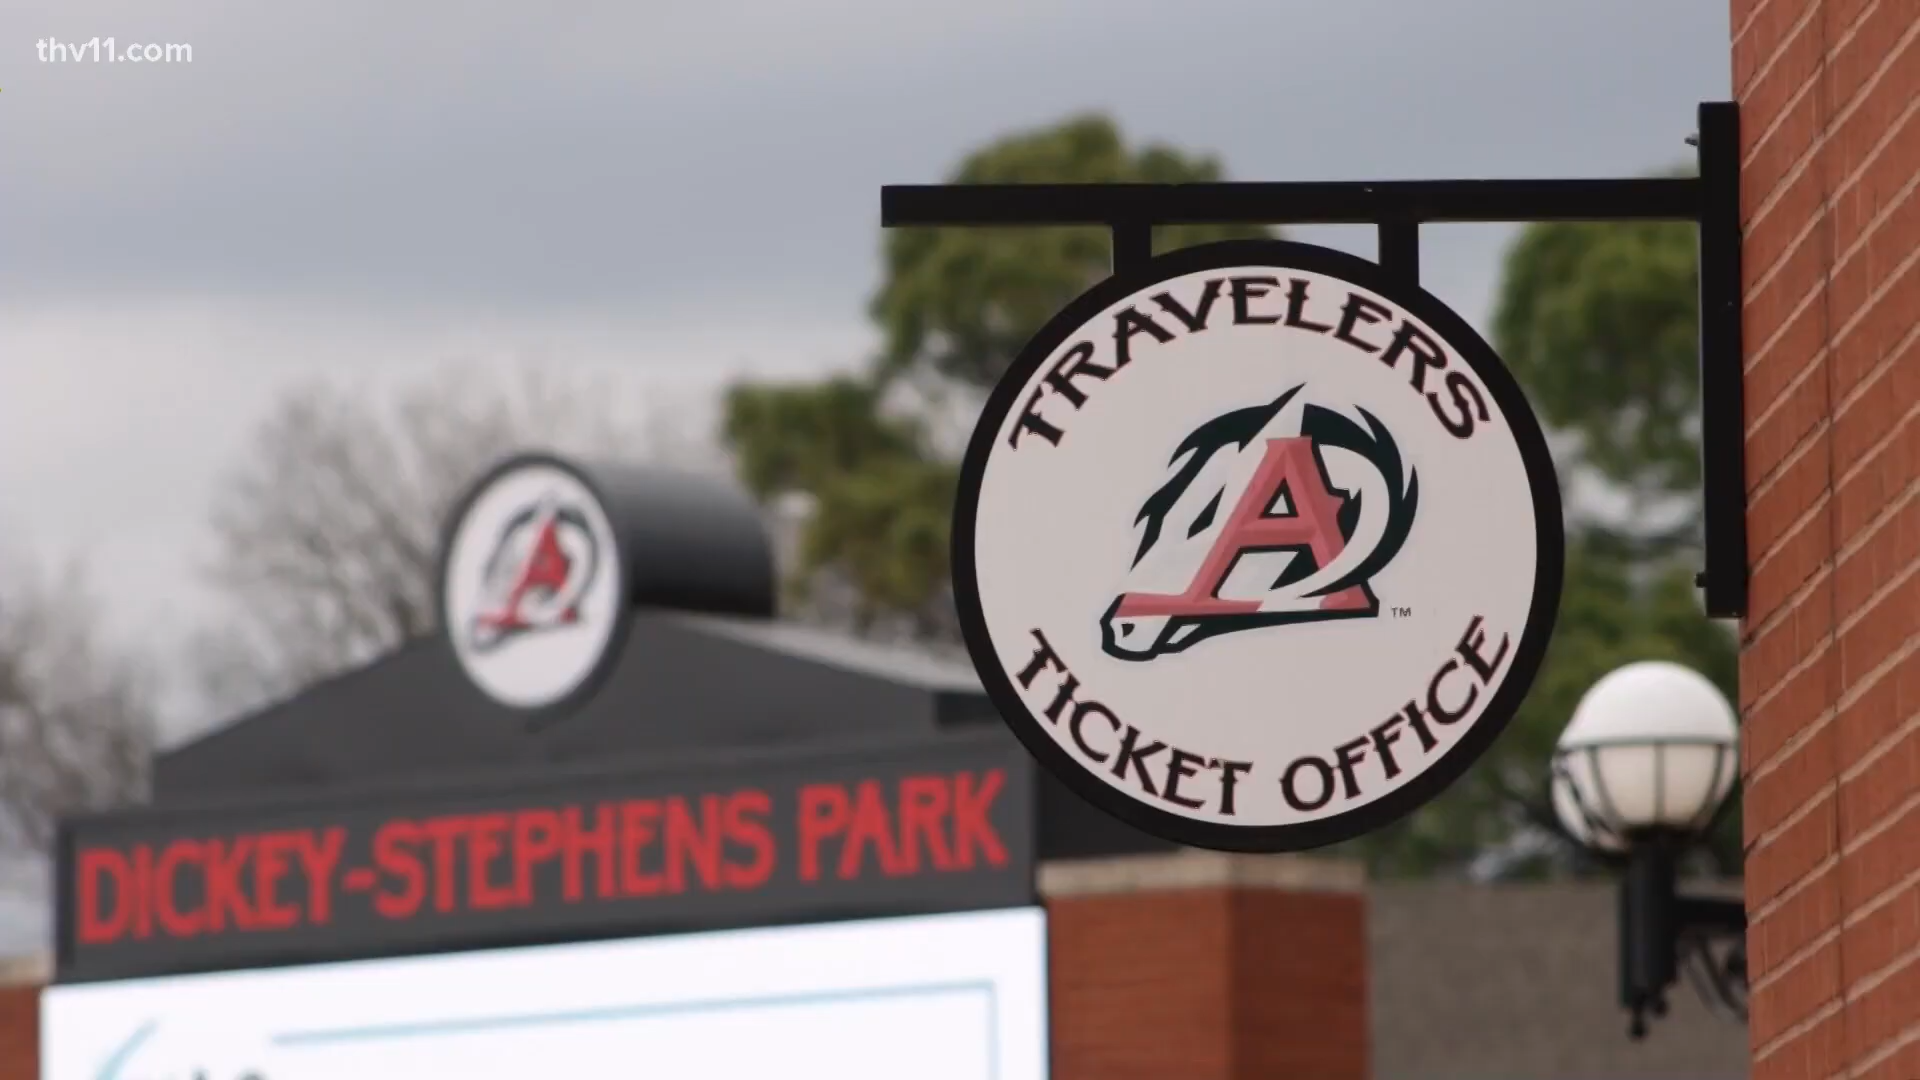 thv11.com
TRAVELERS
A
TM
TICKET OFFICE
A
DICKEY-STEPHENS PARK